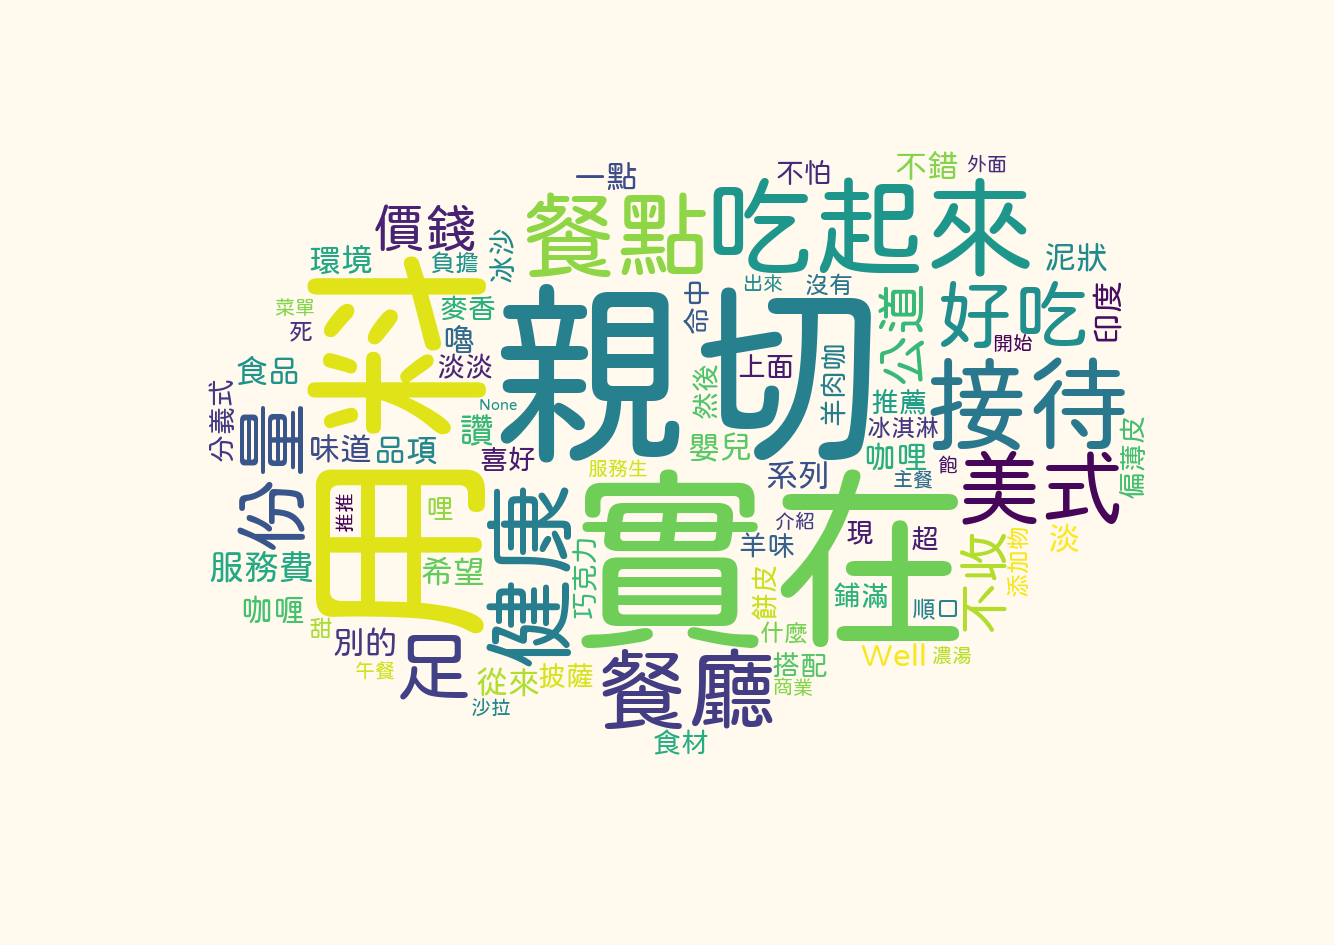 一點
不怕
不錯
外面
價錢
餐點
吃起來
環境
負擔
冰沙
泥狀
菜單
死
麥香
嚕
命中
出來
沒有
公道
好吃
印度
開始
彩甩
親切
食品
淡淡
上面
羊肉咖
接待
分義式
份量
None
讚
然後
推薦
冰淇淋
味道
品項
喜好
服務生
嬰兒
系列
咖哩
主餐
飽
美式
偏薄皮
推推
哩
健康
實在
介紹
羊味
現
超
不收
悉加物
淡
服務費
希望
巧克力
餅皮
鋪滿
順口
咖喱
甜
別的
什麼
Well
濃湯
午餐
足
從來
披薩
餐廳
搭配
商業
沙拉
食材